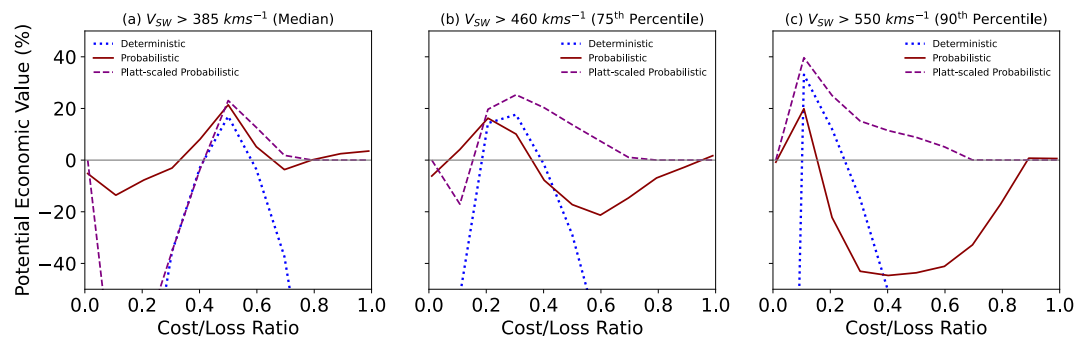 (a) V_SW > 385 kms⁻¹ (Median)
(b) V_SW > 460 kms⁻¹ (75ᵗʰ Percentile)
(c) V_SW > 550 kms⁻¹ (90ᵗʰ Percentile)
Potential Economic Value (%)
40
20
0
−20
−40
Deterministic
Probabilistic
Platt-scaled Probabilistic
Deterministic
Probabilistic
Platt-scaled Probabilistic
Deterministic
Probabilistic
Platt-scaled Probabilistic
0.0 0.2 0.4 0.6 0.8 1.0
0.0 0.2 0.4 0.6 0.8 1.0
0.0 0.2 0.4 0.6 0.8 1.0
Cost/Loss Ratio
Cost/Loss Ratio
Cost/Loss Ratio